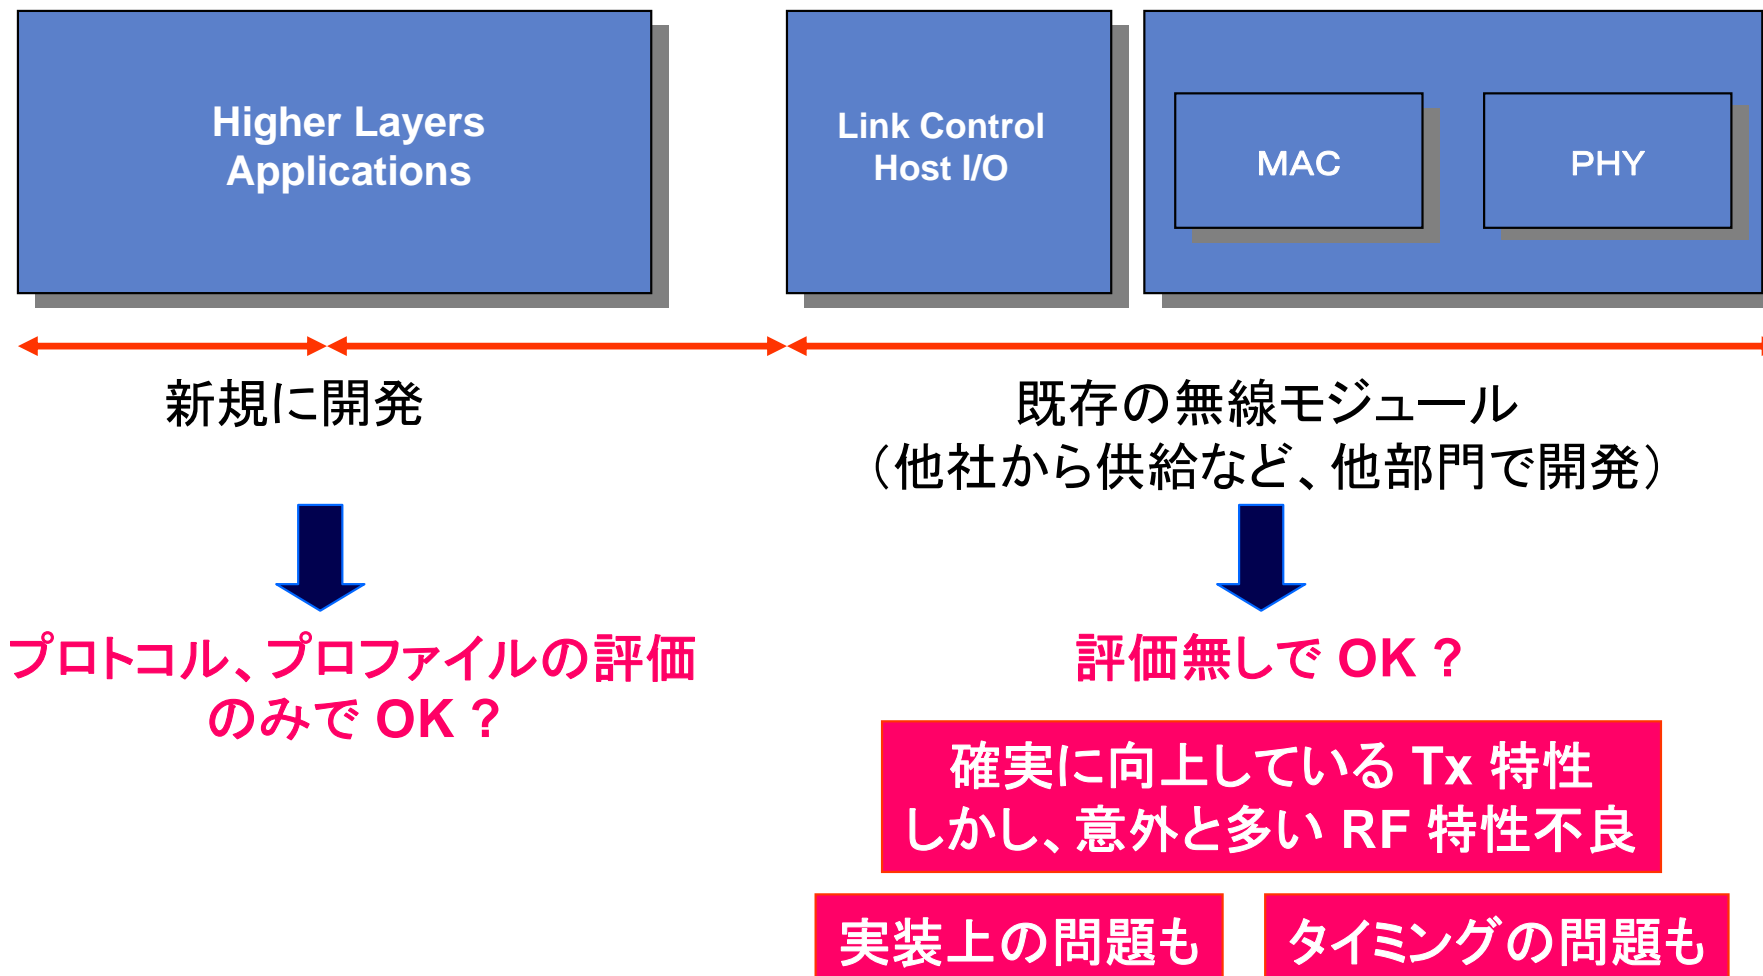 Higher Layers
Applications
Link Control
Host I/O
MAC
PHY
新規に開発
既存の無線モジュール
（他社から供給など、他部門で開発）
プロトコル、プロファイルの評価
のみで OK ?
評価無しで OK ?
確実に向上している Tx 特性
しかし、意外と多い RF 特性不良
実装上の問題も
タイミングの問題も